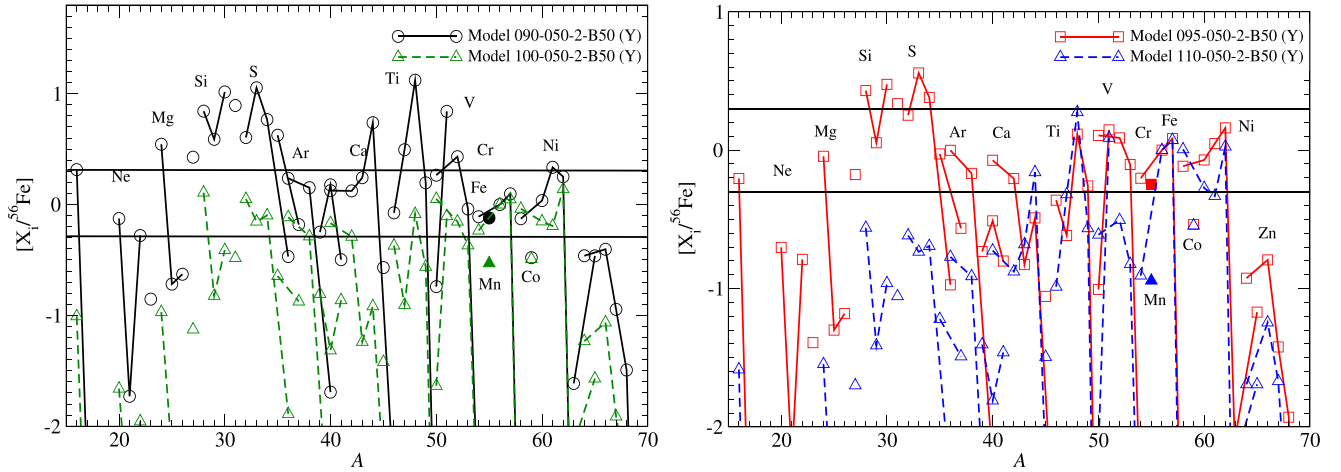 Model 090-050-2-B50 (Y)
Model 100-050-2-B50 (Y)
[Xi/56Fe]
1
0
-1
-2
Ne
Mg
Si
S
Ar
Ca
Ti
V
Cr
Fe
Mn
Co
Ni
20
30
40
50
60
70
A
Model 095-050-2-B50 (Y)
Model 110-050-2-B50 (Y)
[Xi/56Fe]
1
0
-1
-2
Ne
Mg
Si
S
Ar
Ca
Ti
V
Cr
Fe
Mn
Co
Ni
Zn
20
30
40
50
60
70
A